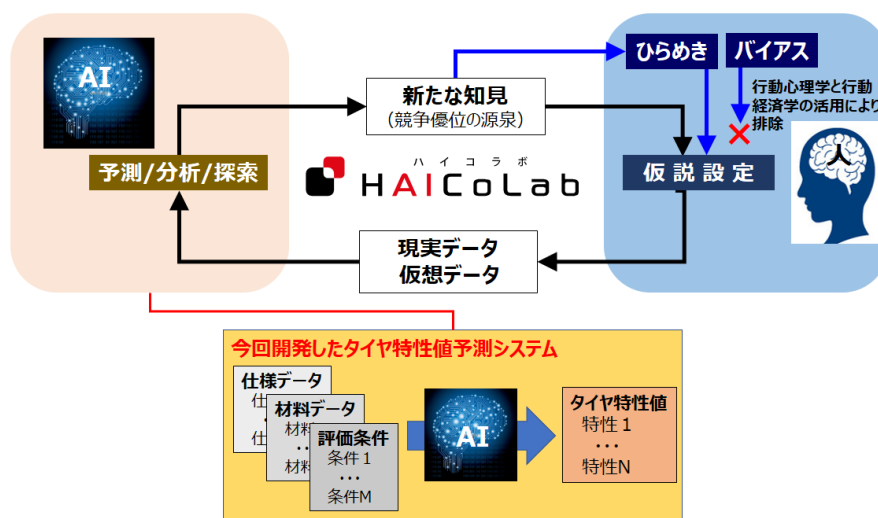 AI
ひらめき
バイアス
行動心理学と行動
経済学の活用により
排除
新たな知見
(競争優位の源泉)
人
予測/分析/探索
ハイコラボ
HAICoLab
仮説設定
現実データ
仮想データ
今回開発したタイヤ特性値予測システム
仕様データ
仕
・
仕
材料データ
材料
・・
材料
評価条件
条件1
・・・
条件M
AI
タイヤ特性値
特性1
・・・
特性N